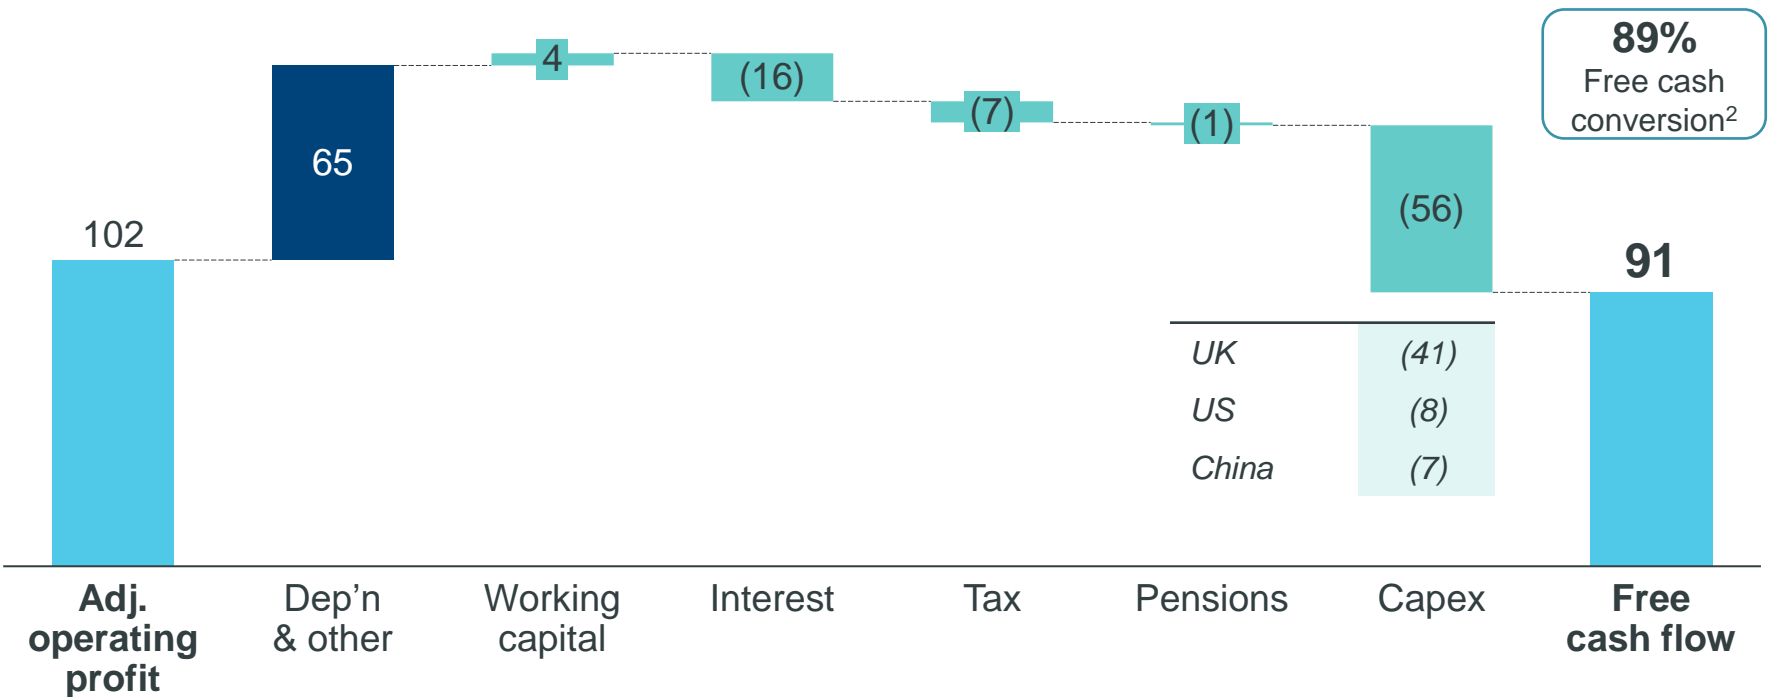 89%
Free cash
conversion2
4
(16)
(7)
(1)
65
(56)
102
91
UK (41)
US (8)
China (7)
Adj.
operating
profit
Dep’n
& other
Working
capital
Interest
Tax
Pensions
Capex
Free
cash flow